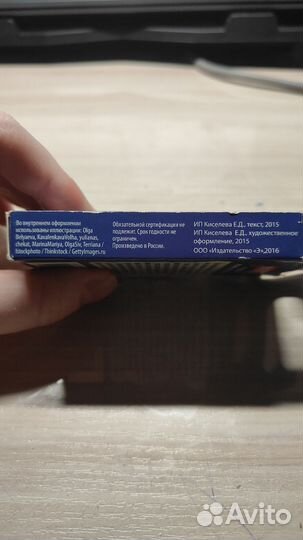 Во внутреннем оформлении
использованы иллюстрации: Olga
Belyaeva, KavalenkavaVolha, yulianas,
chekat, MarinaMariya, OlgaSiv, Terriana /
Istockphoto / Thinkstock / GettyImages.ru
Обязательной сертификации не
подлежит. Срок годности не
ограничен.
Произведено в России.
ИП Киселева Е.Д., текст, 2015
ИП Киселева Е.Д., художественное
оформление, 2015
ООО «Издательство «Э»2016
Avito